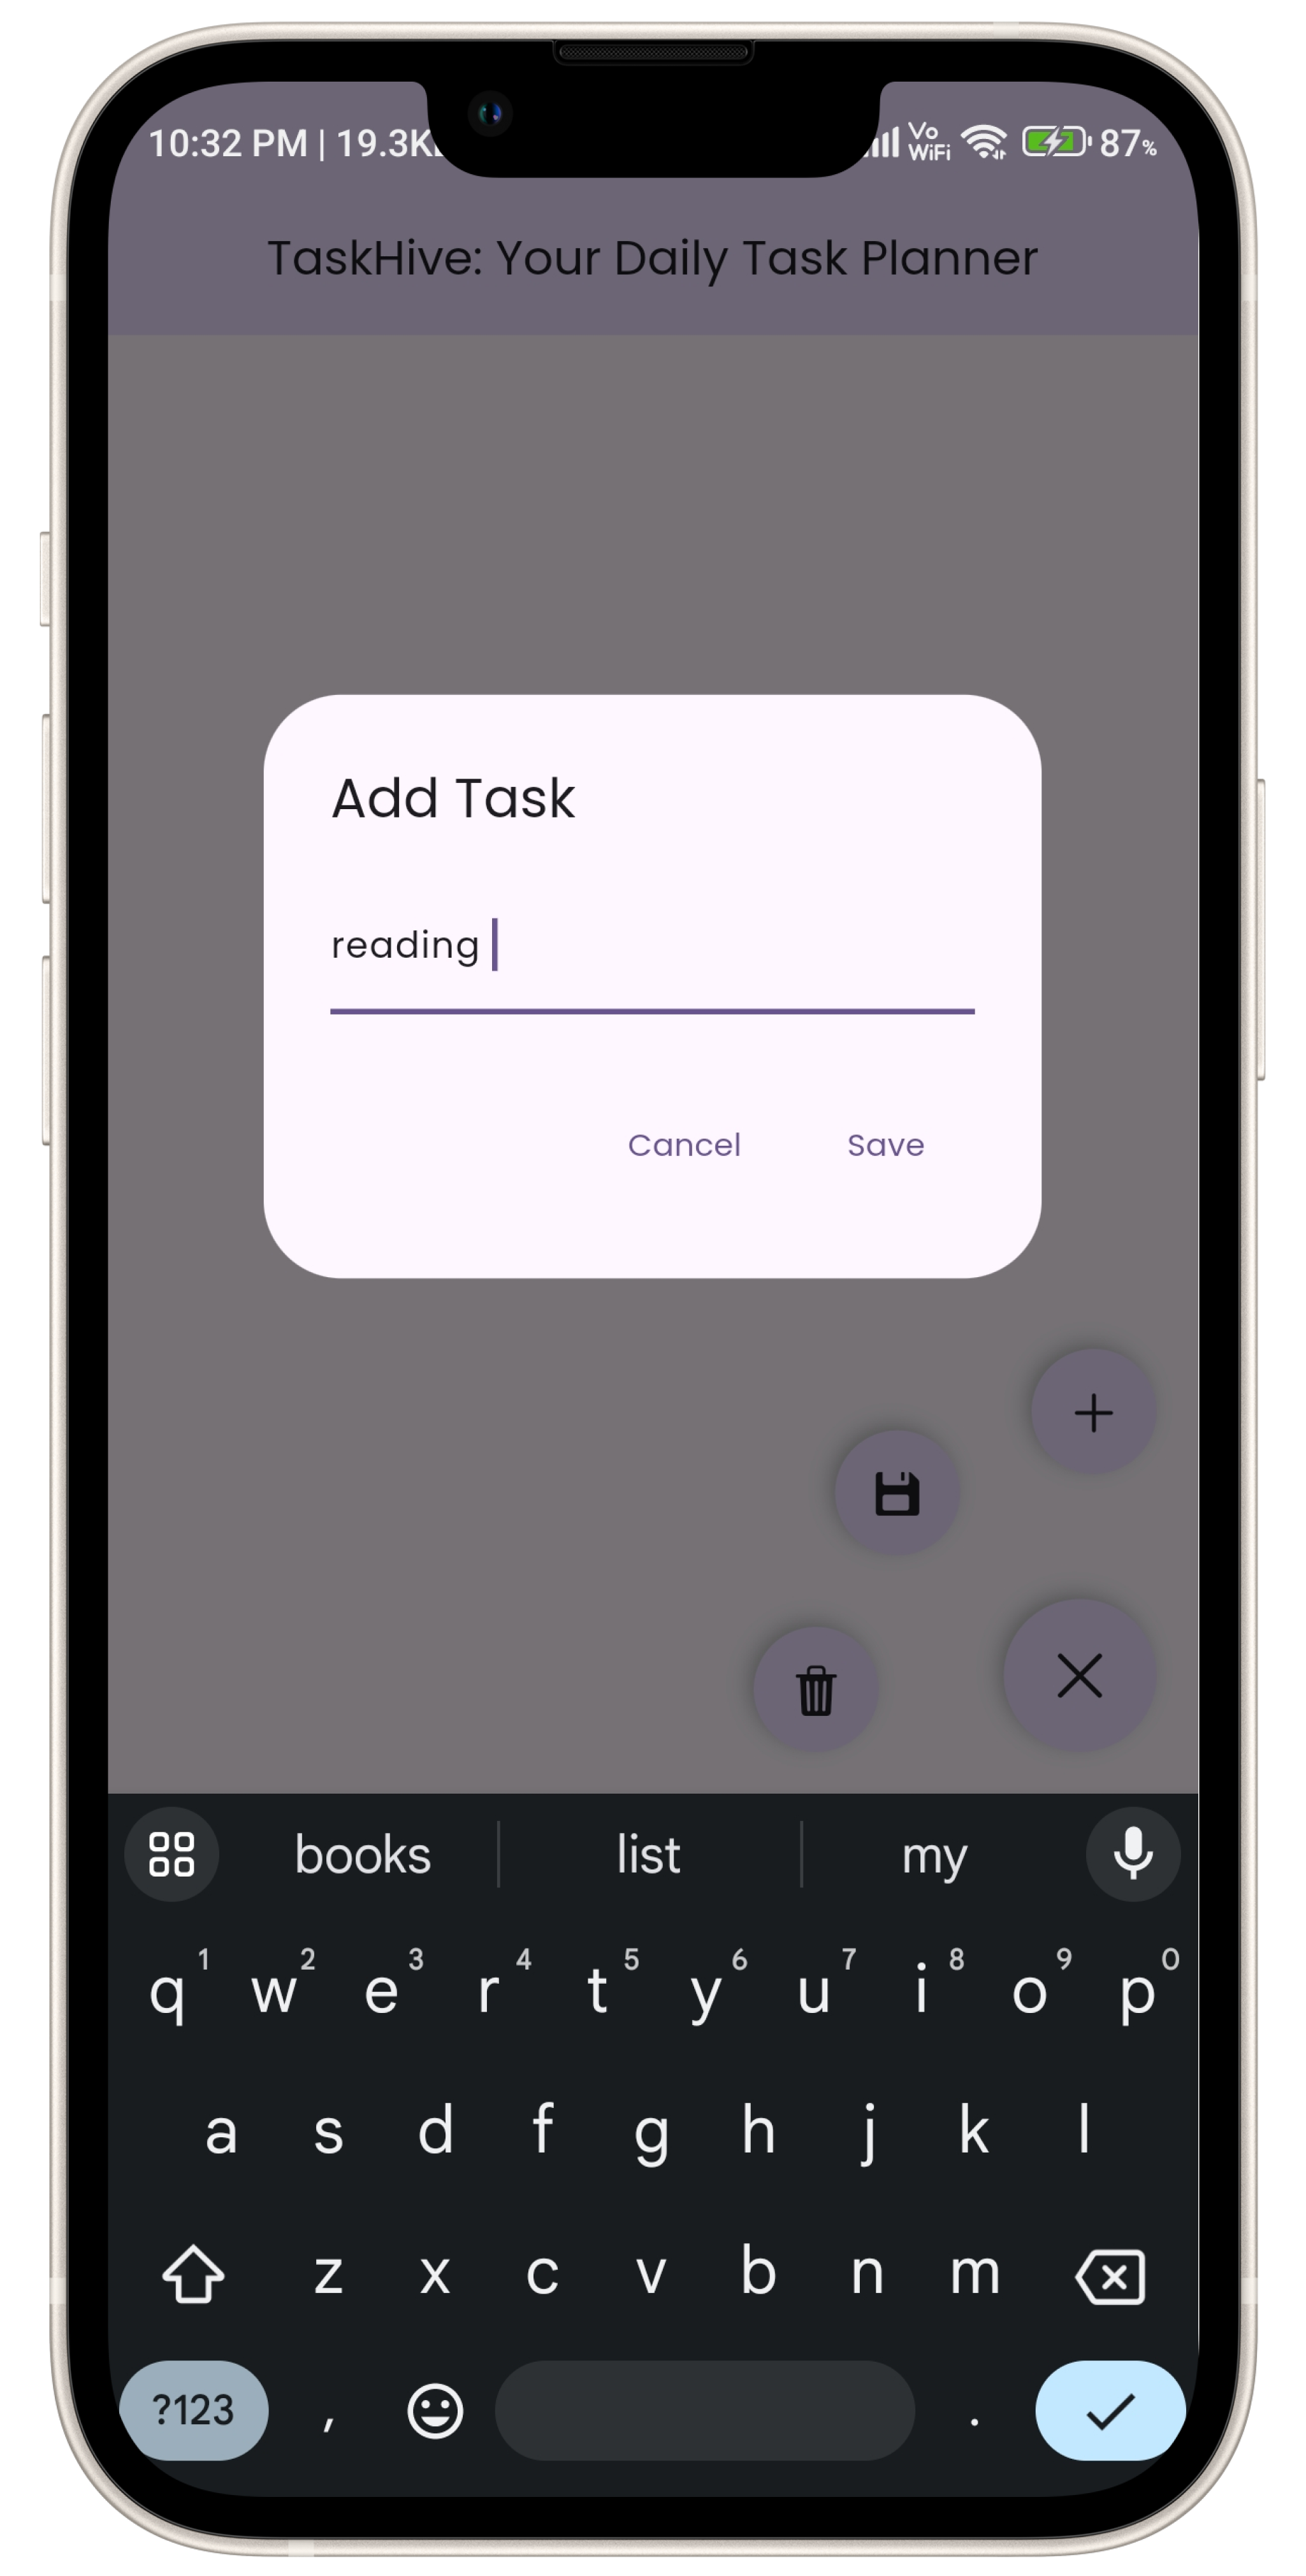 10:32 PM | 19.3K
Vo
WiFi
87%
TaskHive: Your Daily Task Planner
Add Task
reading
Cancel Save
books list my
q 1 w 2 e 3 r 4 t 5 y 6 u 7 i 8 o 9 p 0
a s d f g h j k l
z x c v b n m
?123 , .